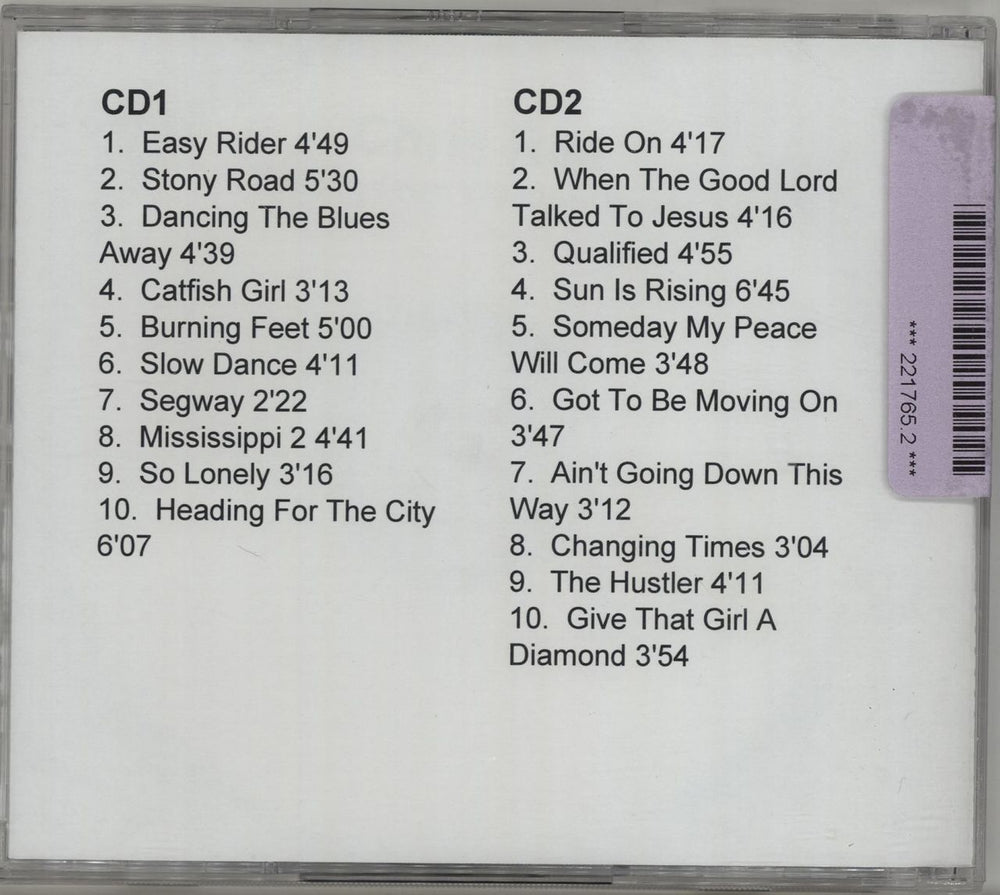 CD1
1. Easy Rider 4'49
2. Stony Road 5'30
3. Dancing The Blues
Away 4'39
4. Catfish Girl 3'13
5. Burning Feet 5'00
6. Slow Dance 4'11
7. Segway 2'22
8. Mississippi 2 4'41
9. So Lonely 3'16
10. Heading For The City
6'07
CD2
1. Ride On 4'17
2. When The Good Lord
Talked To Jesus 4'16
3. Qualified 4'55
4. Sun Is Rising 6'45
5. Someday My Peace
Will Come 3'48
6. Got To Be Moving On
3'47
7. Ain't Going Down This
Way 3'12
8. Changing Times 3'04
9. The Hustler 4'11
10. Give That Girl A
Diamond 3'54
*** 221765.2 ***